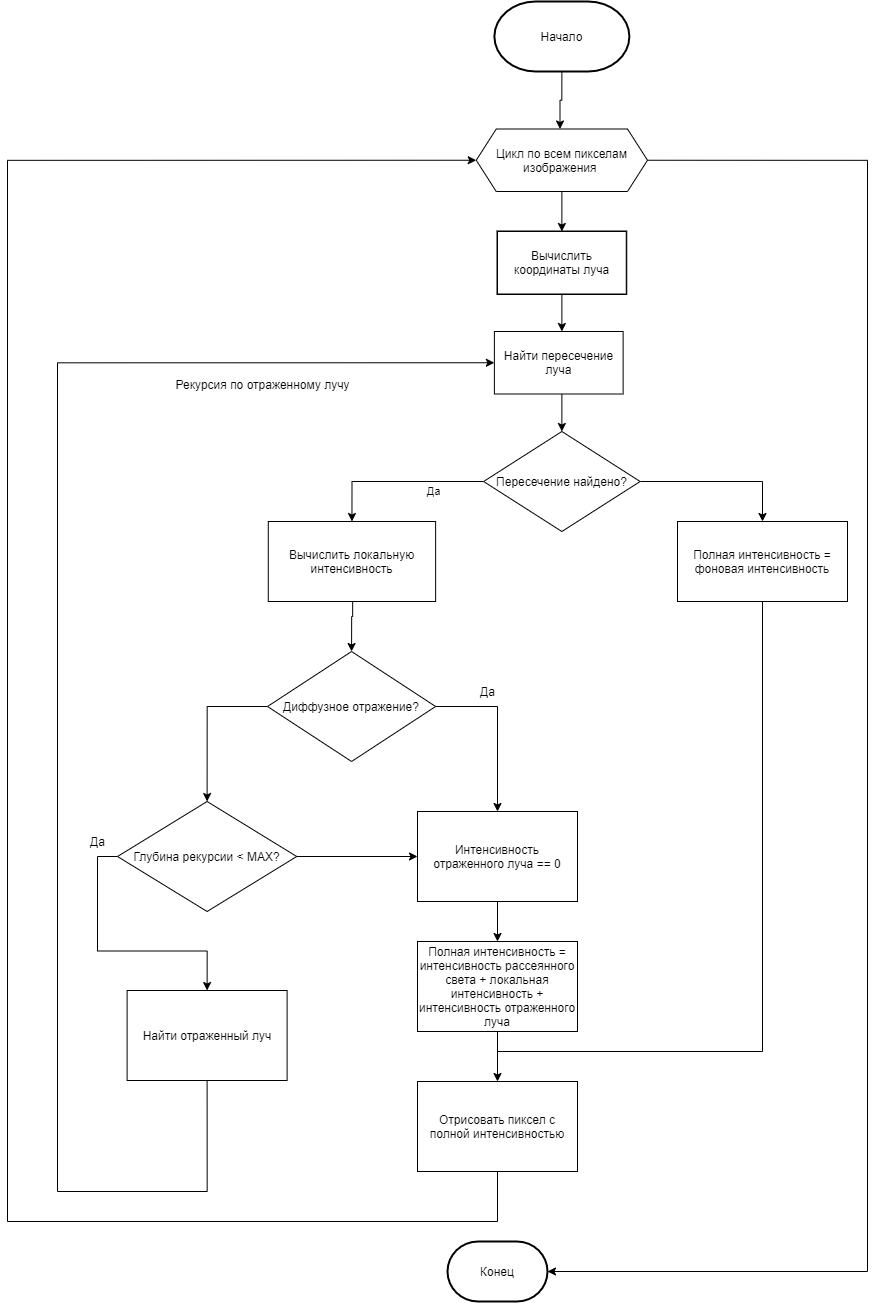 Начало
Цикл по всем пикселам
изображения
Вычислить
координаты луча
Найти пересечение
луча
Рекурсия по отраженному лучу
Пересечение найдено?
Да
Вычислить локальную
интенсивность
Полная интенсивность =
фоновая интенсивность
Диффузное отражение?
Да
Да
Глубина рекурсии < MAX?
Интенсивность
отраженного луча == 0
Полная интенсивность =
интенсивность рассеянного
света + локальная
интенсивность +
интенсивность отраженного
луча
Найти отраженный луч
Отрисовать пиксел с
полной интенсивностью
Конец